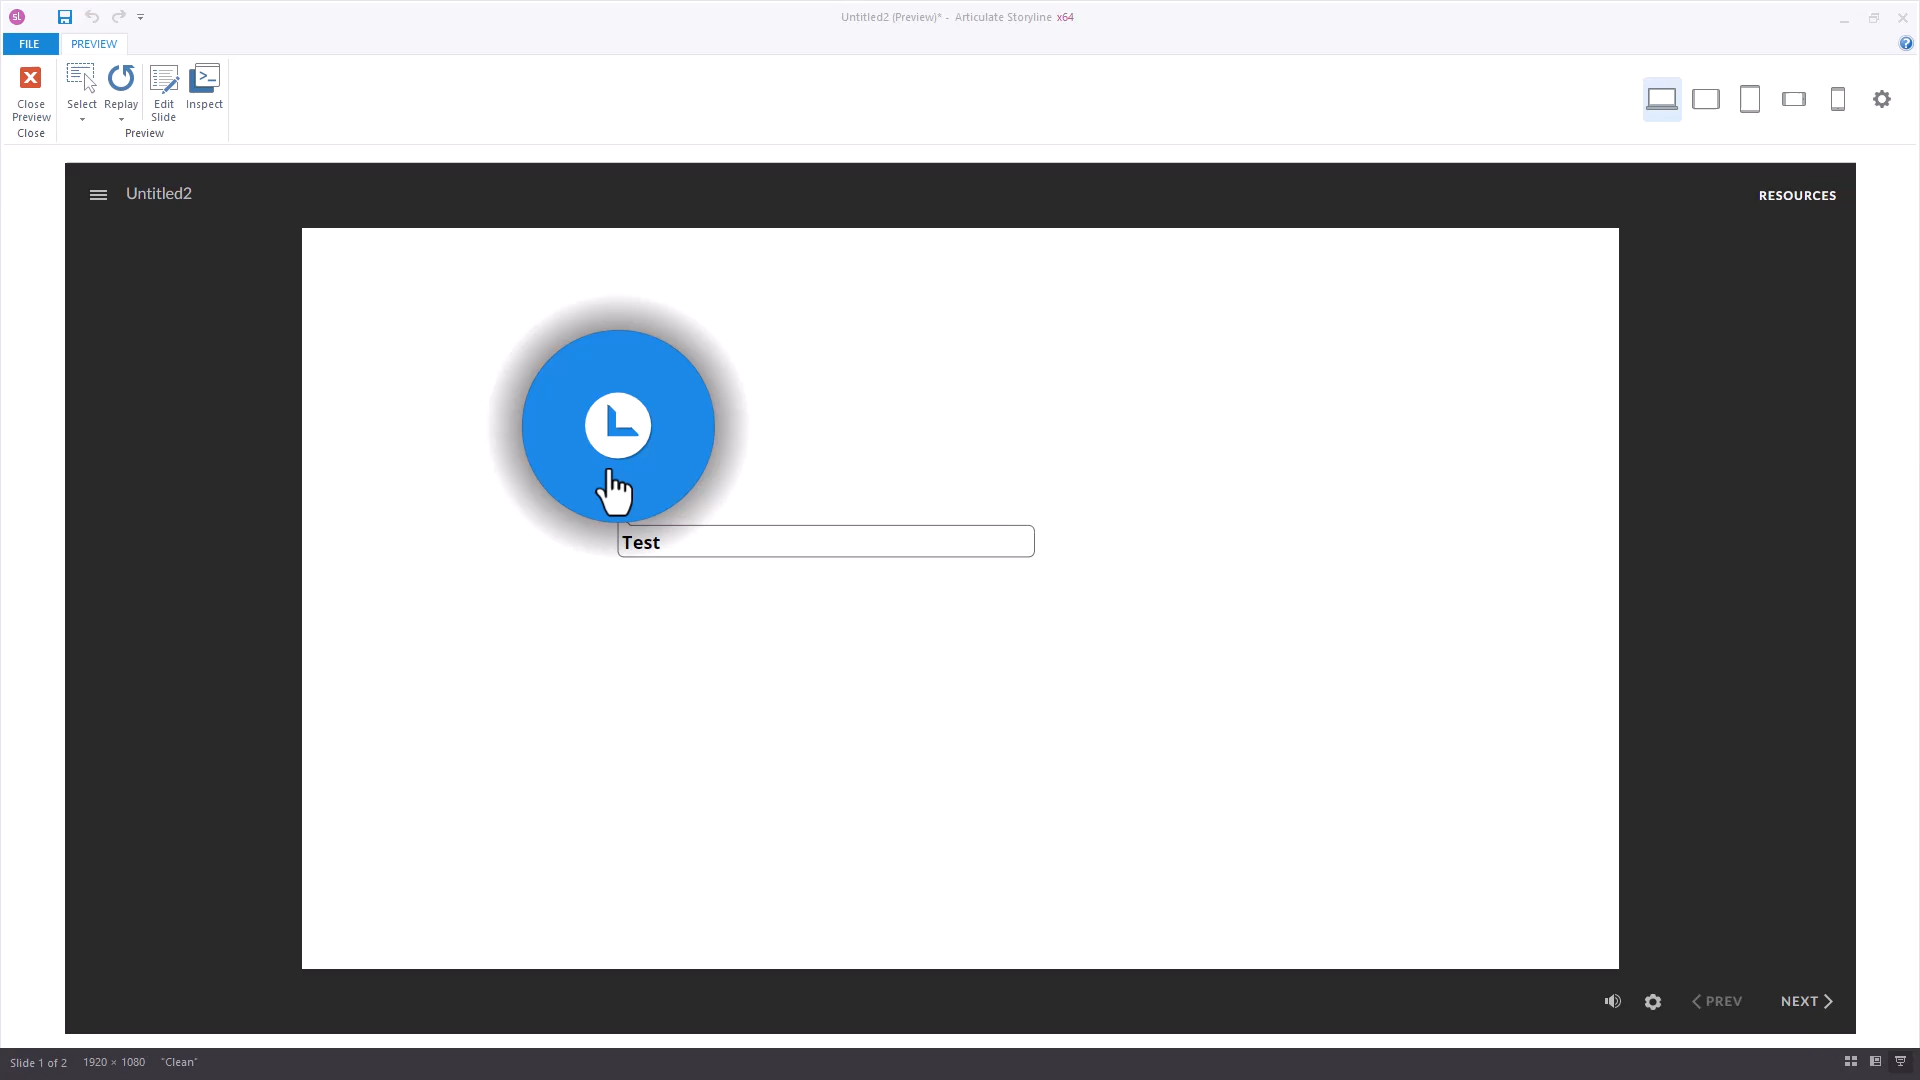 sl
Untitled2 (Preview)* - Articulate Storyline x64
FILE
PREVIEW
?
Close Preview
Select
Replay
Edit Slide
Inspect
Close
Preview
Untitled2
RESOURCES
Test
PREV
NEXT
Slide 1 of 2
1920 × 1080
"Clean"